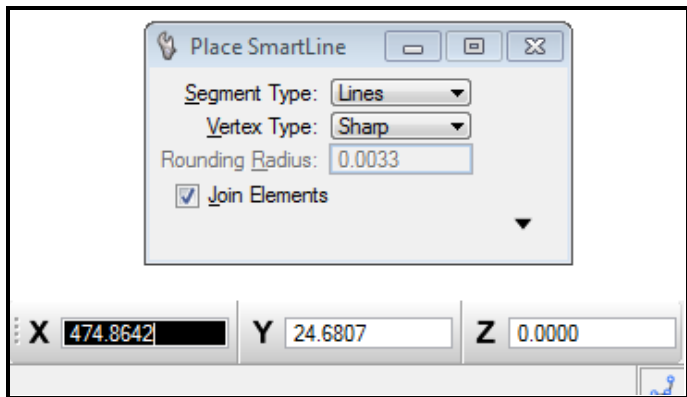 Place SmartLine
Segment Type: Lines
Vertex Type: Sharp
Rounding Radius: 0.0033
Join Elements
X 474.8642 Y 24.6807 Z 0.0000